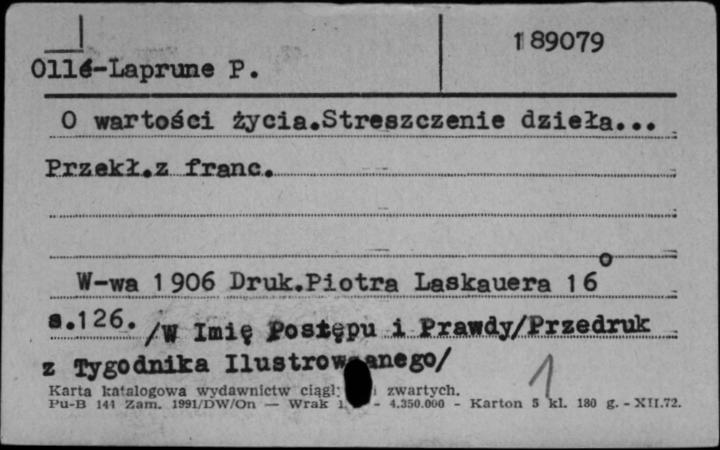 189079
Ollé-Laprune P.
O wartości życia.Streszczenie dzieła...
Przekł.z franc.
W-wa 1906 Druk.Piotra Laskauera 16°
s.126. /W Imię Postępu i Prawdy/Przedruk
z Tygodnika Ilustrowanego/
1
Karta katalogowa wydawnictw zwartych.
Pu-B 141 Zam. 1991/DW/On — Wrak - 4.350.000 - Karton 5 kl. 180 g. - XII.72.